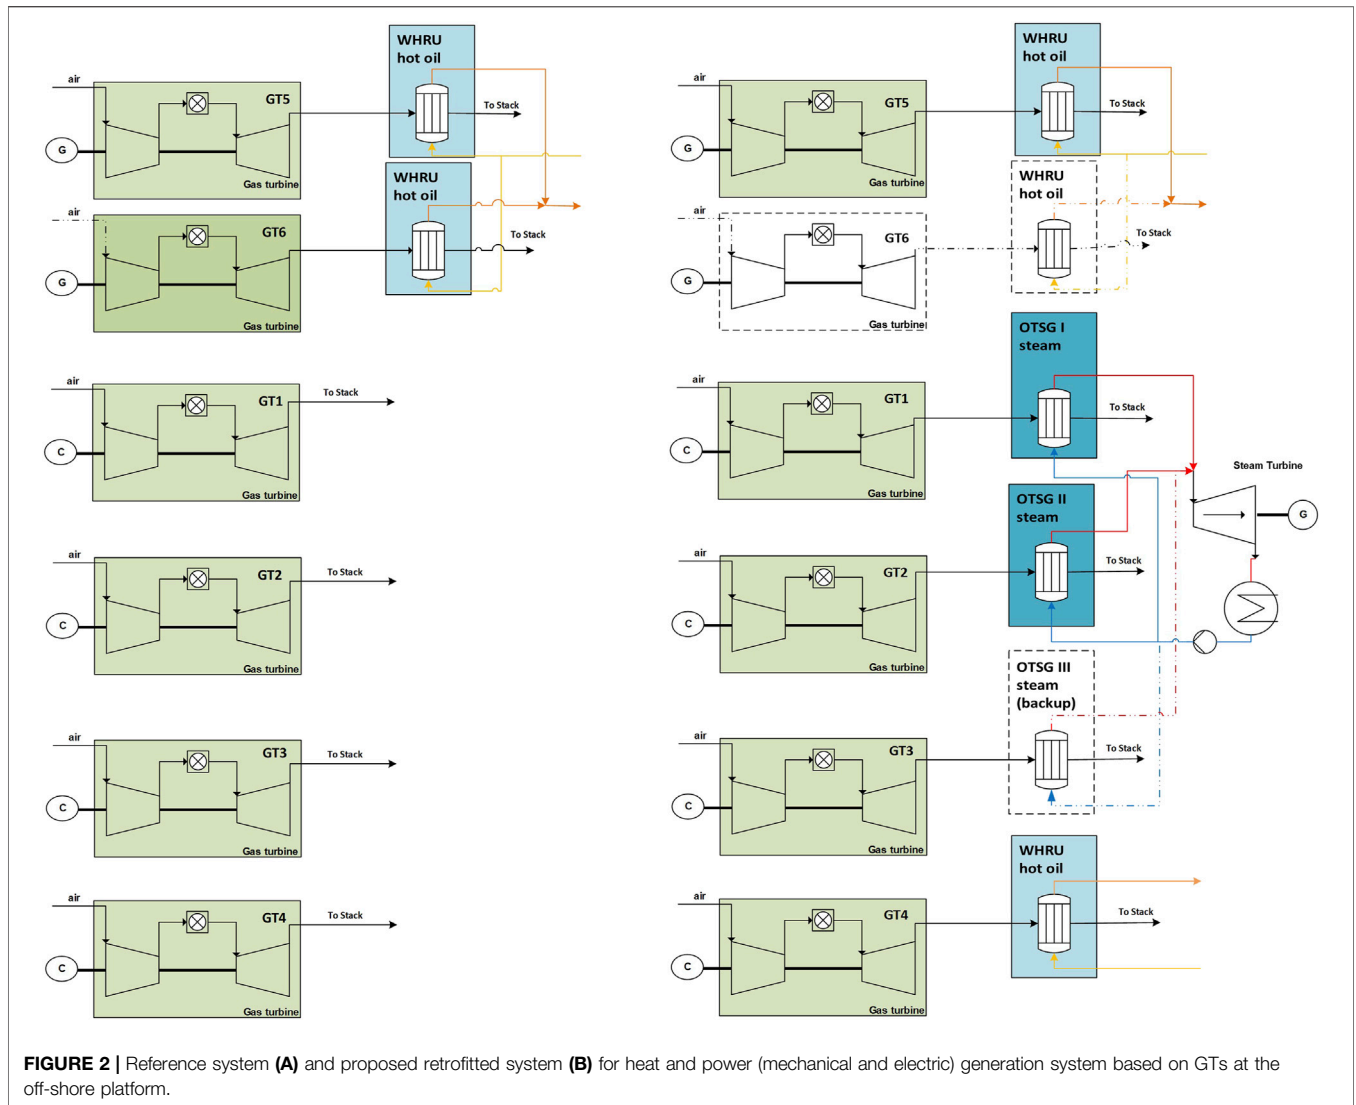 WHRU
hot oil
air
GT5
To Stack
G
Gas turbine
WHRU
hot oil
air
GT6
To Stack
G
Gas turbine
air
GT1
To Stack
C
Gas turbine
air
GT2
To Stack
C
Gas turbine
air
GT3
To Stack
C
Gas turbine
air
GT4
To Stack
C
Gas turbine
WHRU
hot oil
air
GT5
To Stack
G
Gas turbine
WHRU
hot oil
air
GT6
To Stack
G
Gas turbine
OTSG I
steam
air
GT1
To Stack
C
Gas turbine
Steam Turbine
G
OTSG II
steam
air
GT2
To Stack
C
Gas turbine
OTSG III
steam
(backup)
air
GT3
To Stack
C
Gas turbine
WHRU
hot oil
air
GT4
To Stack
C
Gas turbine
FIGURE 2 | Reference system (A) and proposed retrofitted system (B) for heat and power (mechanical and electric) generation system based on GTs at the
off-shore platform.